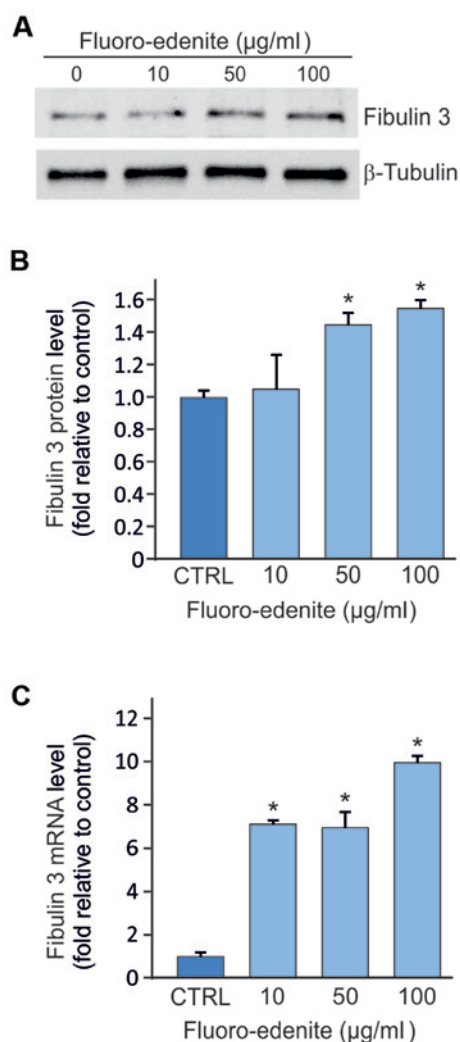 A
Fluoro-edenite (µg/ml)
0 10 50 100
Fibulin 3
β-Tubulin
B
Fibulin 3 protein level
(fold relative to control)
1.6
1.4
1.2
1.0
0.8
0.6
0.4
0.2
0
* *
CTRL 10 50 100
Fluoro-edenite (µg/ml)
C
Fibulin 3 mRNA level
(fold relative to control)
12
10
8
6
4
2
0
* * *
CTRL 10 50 100
Fluoro-edenite (µg/ml)